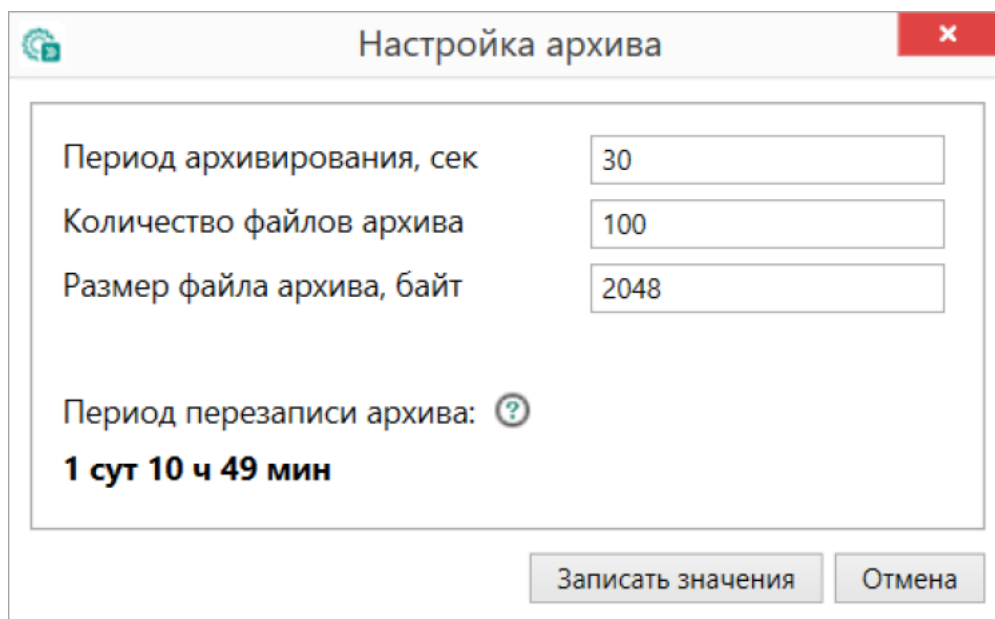 Настройка архива
Период архивирования, сек 30
Количество файлов архива 100
Размер файла архива, байт 2048
Период перезаписи архива: ?
1 сут 10 ч 49 мин
Записать значения Отмена